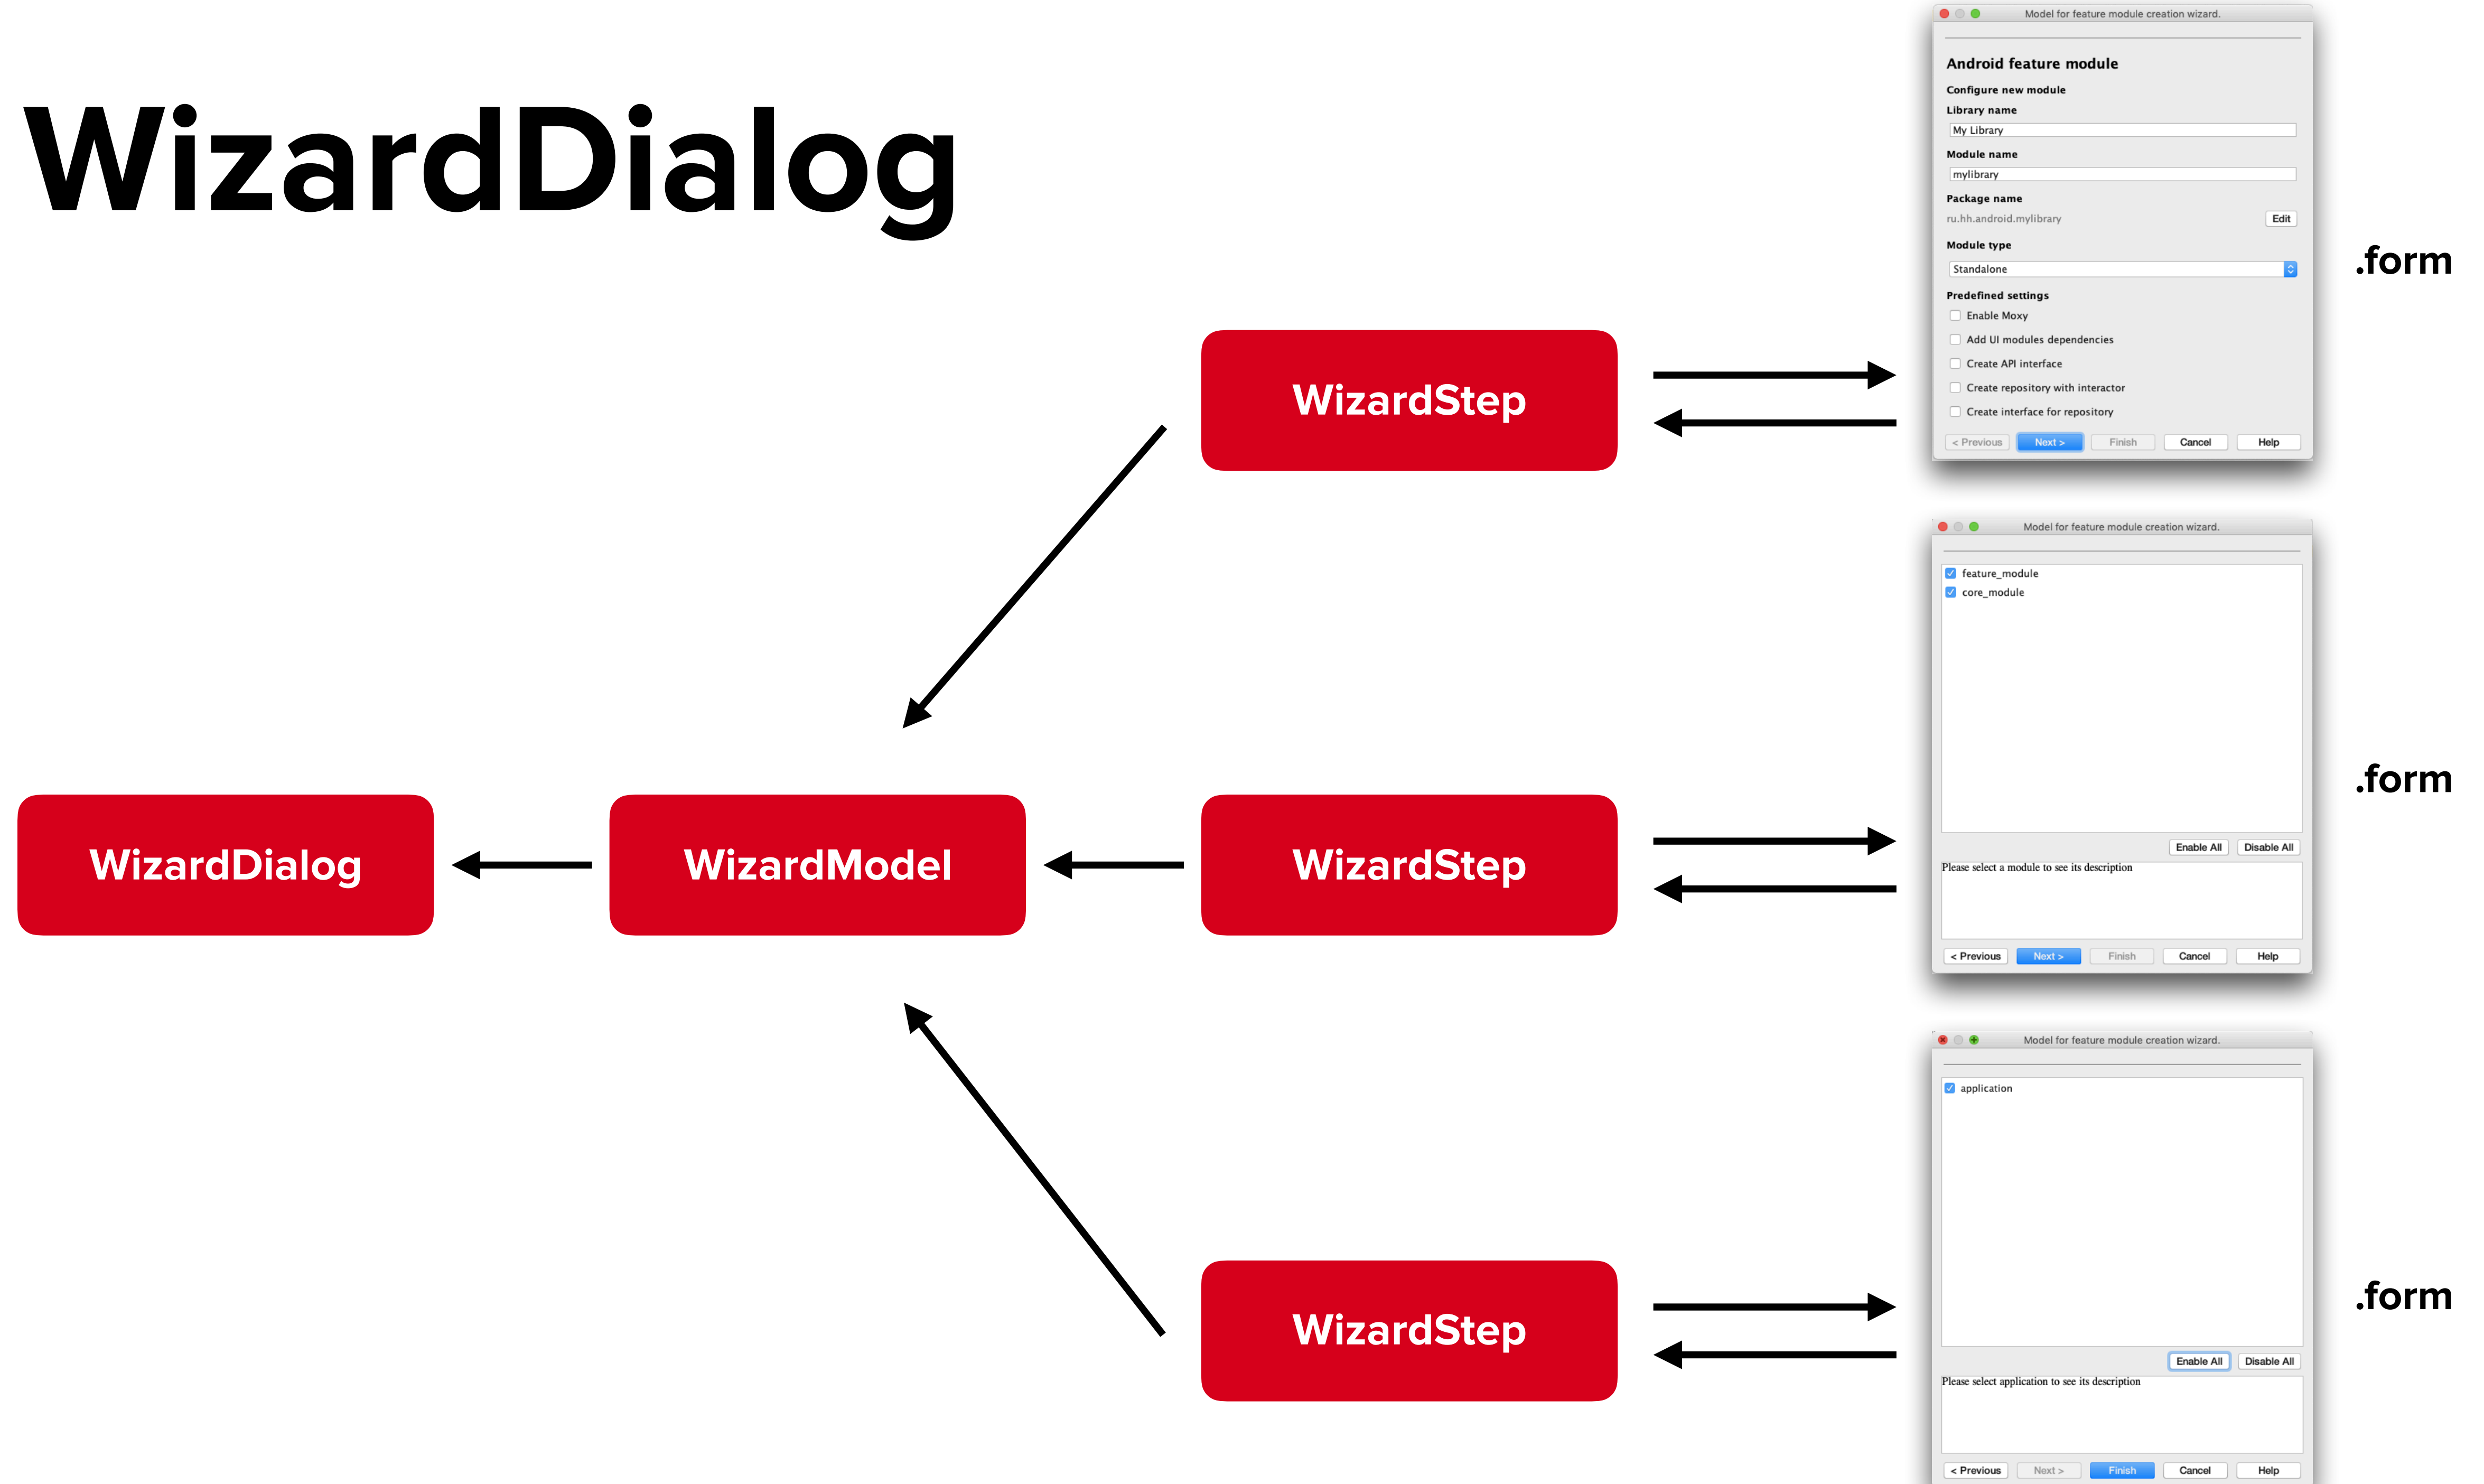 WizardDialog
Model for feature module creation wizard.
Android feature module
Configure new module
Library name
My Library
Module name
mylibrary
Package name
ru.hh.android.mylibrary
Edit
Module type
Standalone
Predefined settings
Enable Moxy
Add UI modules dependencies
Create API interface
Create repository with interactor
Create interface for repository
< Previous Next > Finish Cancel Help
.form
WizardStep
Model for feature module creation wizard.
feature_module
core_module
Enable All Disable All
Please select a module to see its description
< Previous Next > Finish Cancel Help
.form
WizardDialog
WizardModel
WizardStep
Model for feature module creation wizard.
application
Enable All Disable All
Please select application to see its description
< Previous Next > Finish Cancel Help
.form
WizardStep